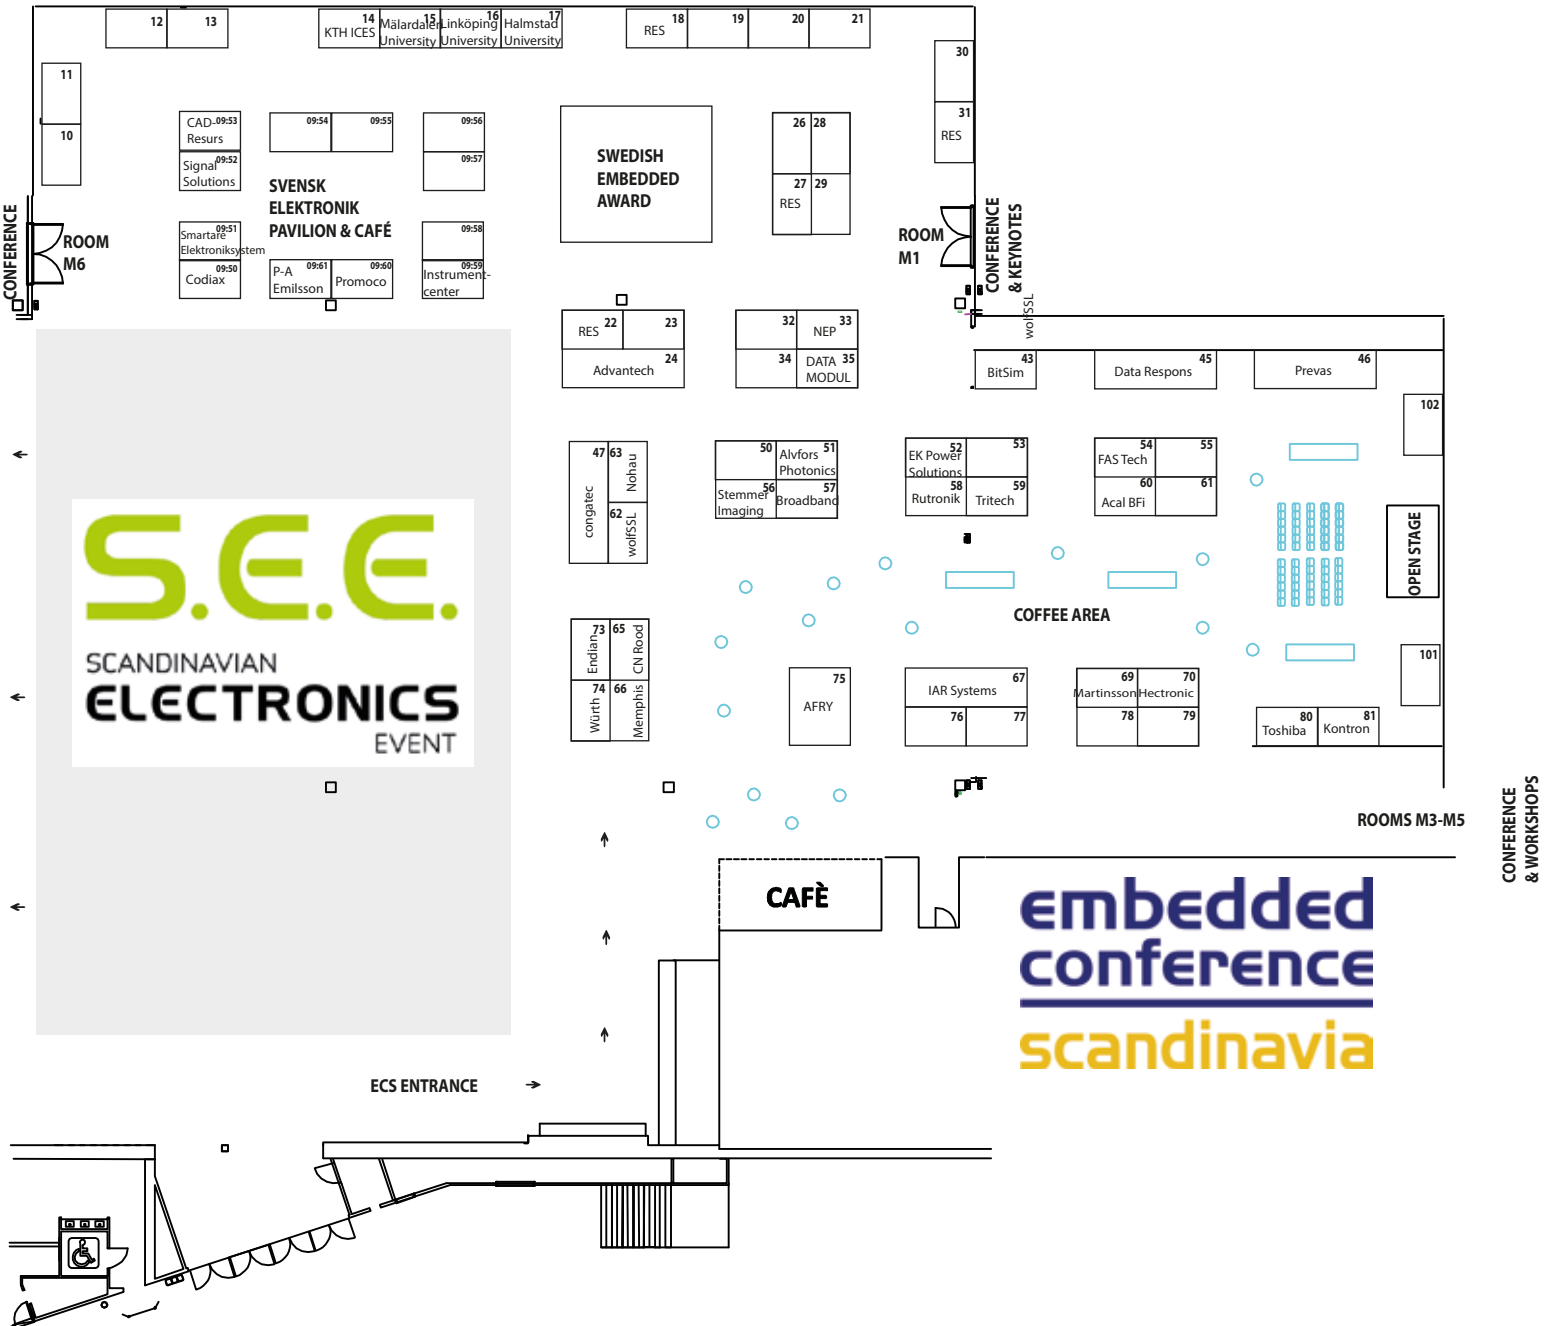 12
13
14
KTH ICES
15
Mälardalen
University
16
Linköping
University
17
Halmstad
University
18
RES
19
20
21
11
10
30
31
RES
CAD-
Resurs
09:53
Signal
Solutions
09:52
09:54
09:55
09:56
09:57
SVENSK
ELEKTRONIK
PAVILION & CAFÉ
09:51
Smartare
Elektroniksystem
09:50
Codiax
09:61
P-A
Emilsson
09:60
Promoco
09:58
09:59
Instrument-
center
SWEDISH
EMBEDDED
AWARD
26
28
27
RES
29
CONFERENCE
ROOM
M6
ROOM
M1
CONFERENCE
& KEYNOTES
wolfSSL
22
RES
23
24
Advantech
32
33
NEP
34
35
DATA
MODUL
43
BitSim
45
Data Respons
46
Prevas
102
47
congatec
63
Nohau
62
wolfSSL
50
51
Alvfors
Photonics
56
Stemmer
Imaging
57
Broadband
52
EK Power
Solutions
53
58
Rutronik
59
Tritech
54
FAS Tech
55
60
Acal BFi
61
OPEN STAGE
COFFEE AREA
S.E.E.
SCANDINAVIAN
ELECTRONICS
EVENT
73
Endian
65
CN Rood
74
Würth
66
Memphis
75
AFRY
67
IAR Systems
76
77
69
Martinsson
70
Hectronic
78
79
101
80
Toshiba
81
Kontron
ROOMS M3-M5
CONFERENCE
& WORKSHOPS
CAFÈ
embedded
conference
scandinavia
ECS ENTRANCE